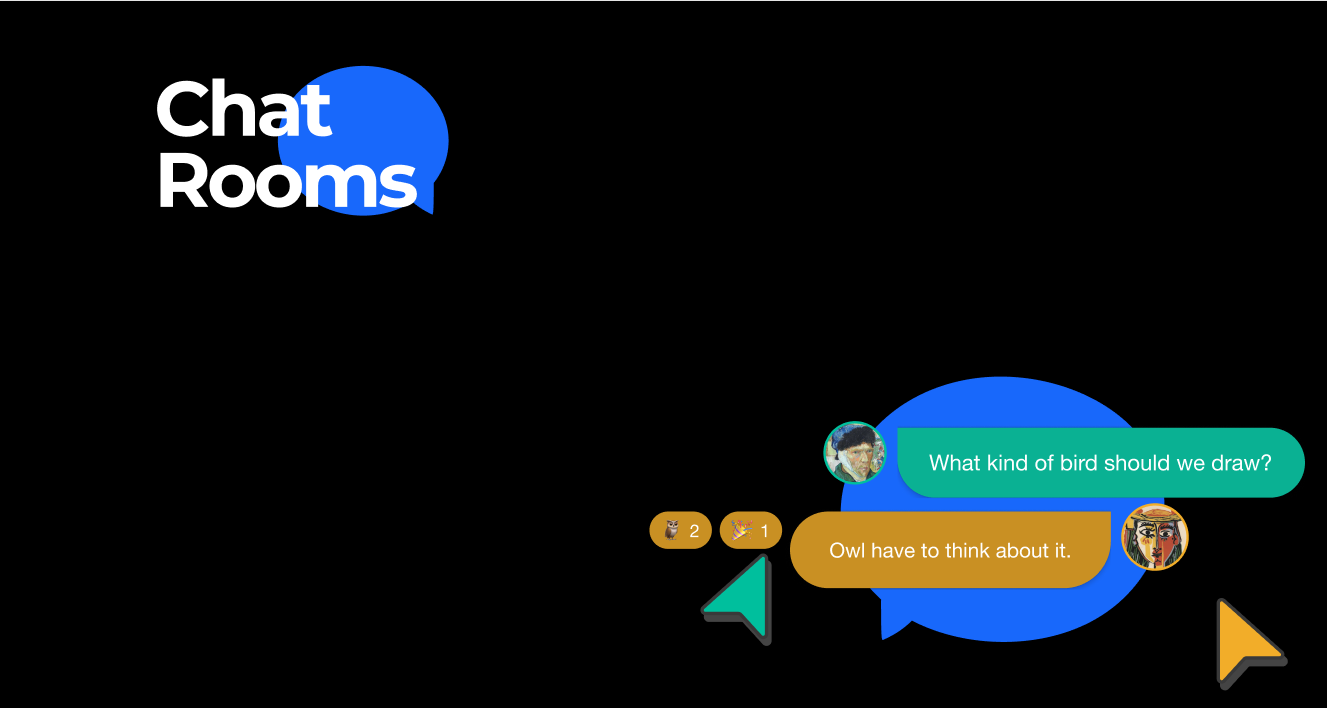 Chat
Rooms
What kind of bird should we draw?
2
1
Owl have to think about it.